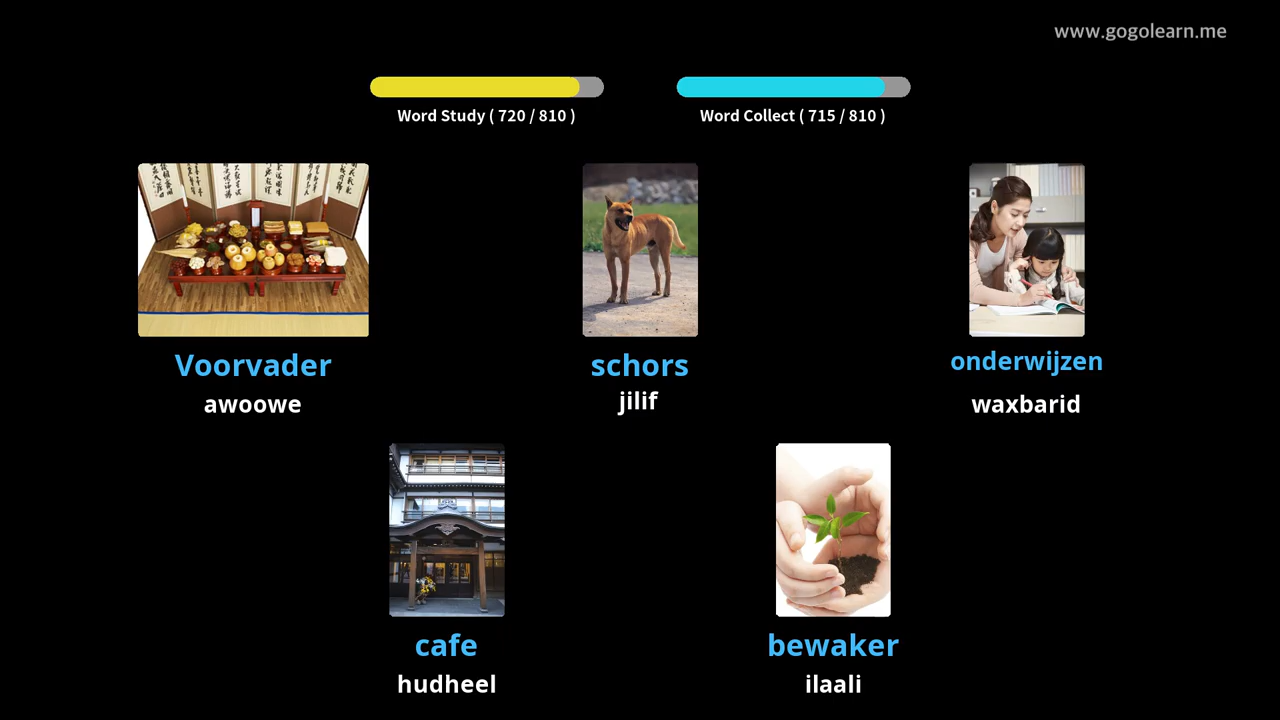 www.gogolearn.me
Word Study ( 720 / 810 )
Word Collect ( 715 / 810 )
Voorvader
awoowe
schors
jilif
onderwijzen
waxbarid
cafe
hudheel
bewaker
ilaali